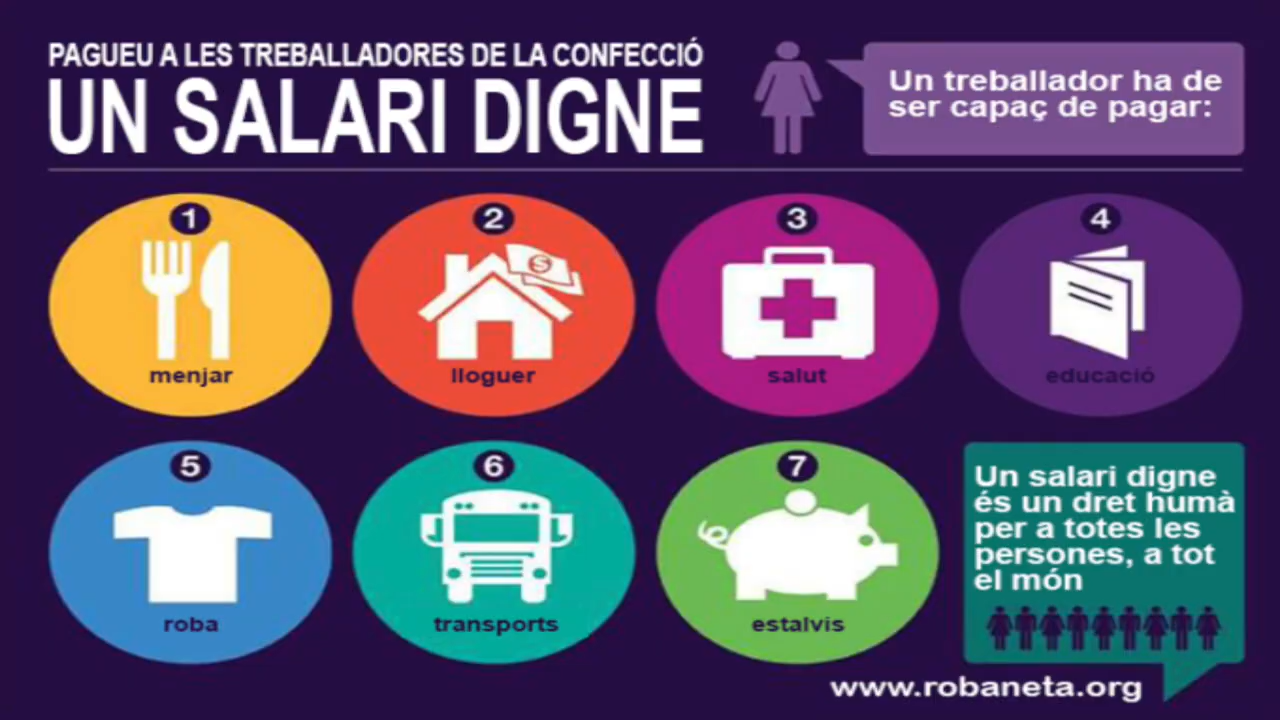 PAGUEU A LES TREBALLADORES DE LA CONFECCIÓ
UN SALARI DIGNE
Un treballador ha de
ser capaç de pagar:
1
menjar
2
$
lloguer
3
salut
4
educació
5
roba
6
transports
7
estalvis
Un salari digne
és un dret humà
per a totes les
persones, a tot
el món
www.robaneta.org